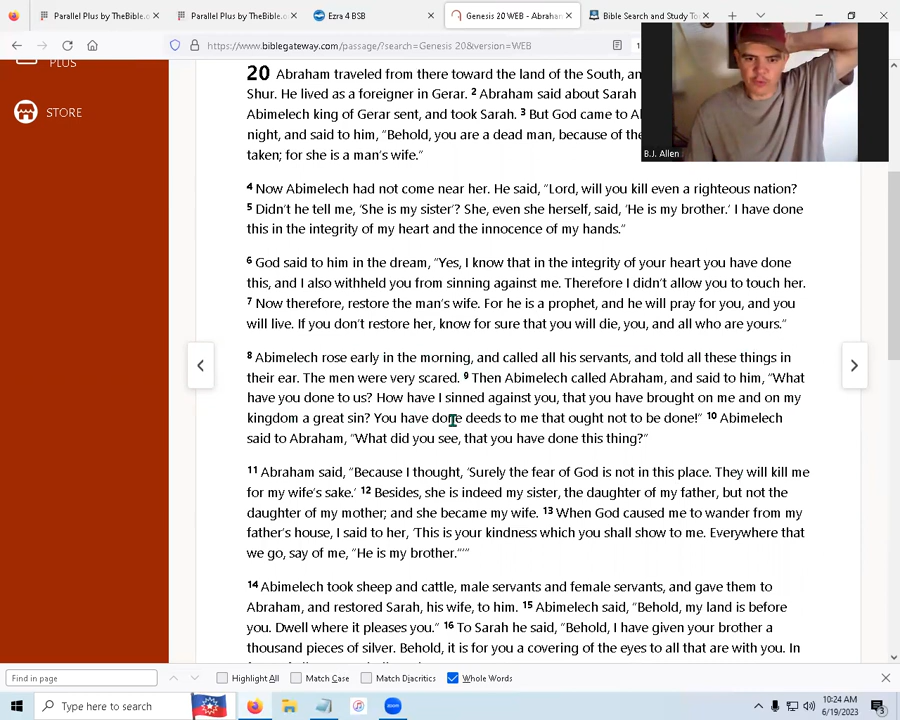 Parallel Plus by TheBible.o
Parallel Plus by TheBible.o
Ezra 4 BSB
Genesis 20 WEB - Abraha
Bible Search and Study To
https://www.biblegateway.com/passage/?search=Genesis 20&version=WEB
PLUS
STORE
20 Abraham traveled from there toward the land of the South, an
Shur. He lived as a foreigner in Gerar. 2 Abraham said about Sarah
Abimelech king of Gerar sent, and took Sarah. 3 But God came to A
night, and said to him, “Behold, you are a dead man, because of the
taken; for she is a man’s wife.”
B.J. Allen
4 Now Abimelech had not come near her. He said, “Lord, will you kill even a righteous nation?
5 Didn’t he tell me, ‘She is my sister’? She, even she herself, said, ‘He is my brother.’ I have done
this in the integrity of my heart and the innocence of my hands.”
6 God said to him in the dream, “Yes, I know that in the integrity of your heart you have done
this, and I also withheld you from sinning against me. Therefore I didn’t allow you to touch her.
7 Now therefore, restore the man’s wife. For he is a prophet, and he will pray for you, and you
will live. If you don’t restore her, know for sure that you will die, you, and all who are yours.”
8 Abimelech rose early in the morning, and called all his servants, and told all these things in
their ear. The men were very scared. 9 Then Abimelech called Abraham, and said to him, “What
have you done to us? How have I sinned against you, that you have brought on me and on my
kingdom a great sin? You have done deeds to me that ought not to be done!” 10 Abimelech
said to Abraham, “What did you see, that you have done this thing?”
11 Abraham said, “Because I thought, ‘Surely the fear of God is not in this place. They will kill me
for my wife’s sake.’ 12 Besides, she is indeed my sister, the daughter of my father, but not the
daughter of my mother; and she became my wife. 13 When God caused me to wander from my
father’s house, I said to her, ‘This is your kindness which you shall show to me. Everywhere that
we go, say of me, “He is my brother.”’”
14 Abimelech took sheep and cattle, male servants and female servants, and gave them to
Abraham, and restored Sarah, his wife, to him. 15 Abimelech said, “Behold, my land is before
you. Dwell where it pleases you.” 16 To Sarah he said, “Behold, I have given your brother a
thousand pieces of silver. Behold, it is for you a covering of the eyes to all that are with you. In
Find in page
Highlight All
Match Case
Match Diacritics
Whole Words
Type here to search
10:24 AM
6/19/2023
3